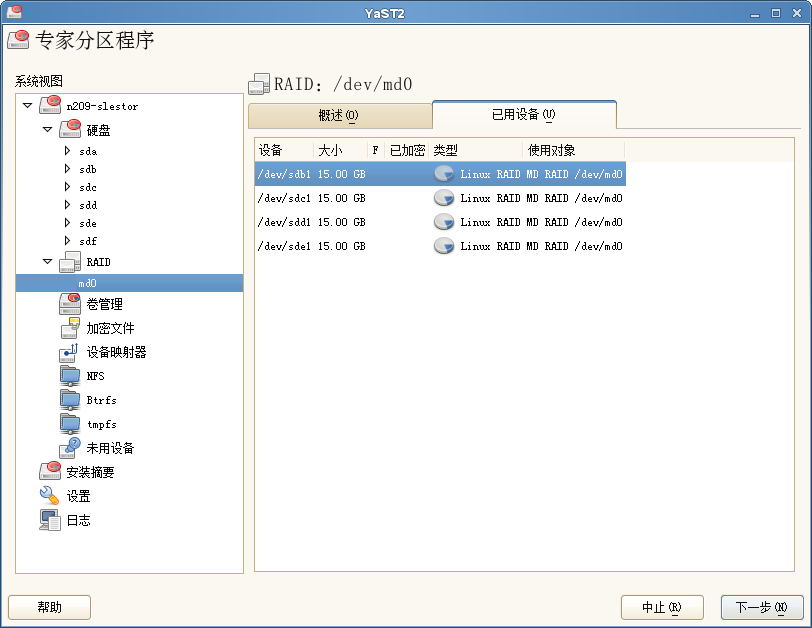 YaST2
专家分区程序
系统视图
n209-slestor
硬盘
sda
sdb
sdc
sdd
sde
sdf
RAID
md0
卷管理
加密文件
设备映射器
NFS
Btrfs
tmpfs
未用设备
安装摘要
设置
日志
RAID: /dev/md0
概述(O) 已用设备(U)
设备 大小 F 已加密 类型 使用对象
/dev/sdb1 15.00 GB Linux RAID MD RAID /dev/md0
/dev/sdc1 15.00 GB Linux RAID MD RAID /dev/md0
/dev/sdd1 15.00 GB Linux RAID MD RAID /dev/md0
/dev/sde1 15.00 GB Linux RAID MD RAID /dev/md0
帮助 中止(R) 下一步(N)